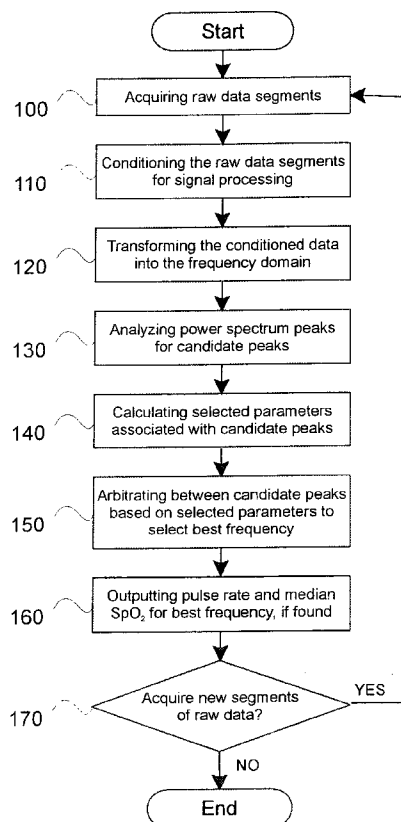 Start
100
Acquiring raw data segments
110
Conditioning the raw data segments
for signal processing
120
Transforming the conditioned data
into the frequency domain
130
Analyzing power spectrum peaks
for candidate peaks
140
Calculating selected parameters
associated with candidate peaks
150
Arbitrating between candidate peaks
based on selected parameters to
select best frequency
160
Outputting pulse rate and median
SpO₂ for best frequency, if found
170
Acquire new segments
of raw data?
YES
NO
End